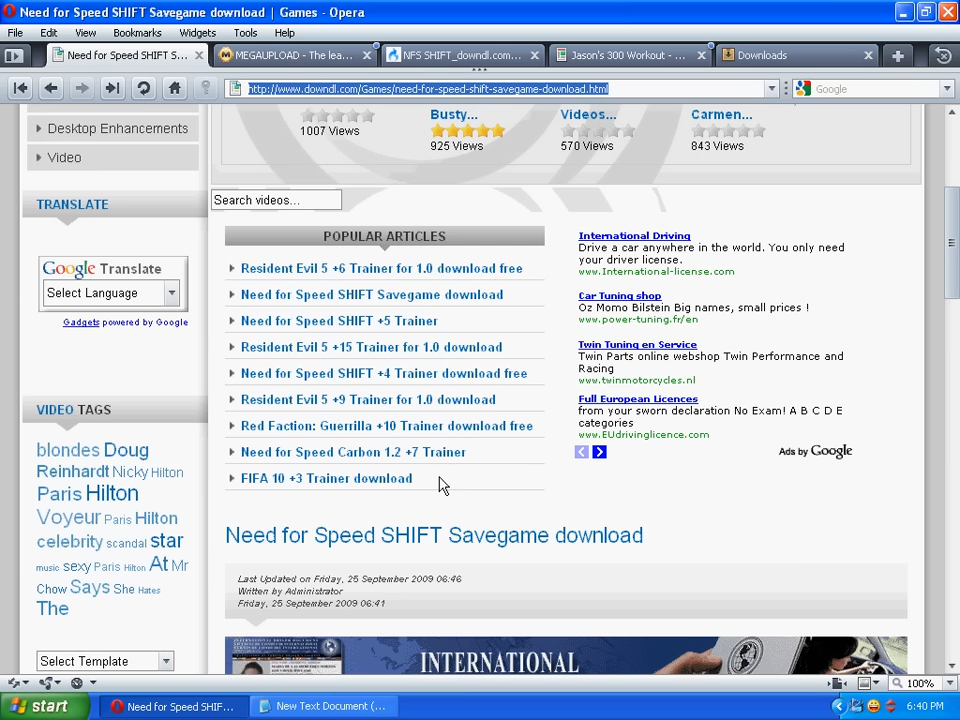 Need for Speed SHIFT Savegame download | Games - Opera
File Edit View Bookmarks Widgets Tools Help
Need for Speed SHIFT S... MEGAUPLOAD - The lea... NFS SHIFT_downdl.com... Jason's 300 Workout - ... Downloads
http://www.downdl.com/Games/need-for-speed-shift-savegame-download.html Google
Desktop Enhancements
Video
1007 Views
Busty...
925 Views
Videos...
570 Views
Carmen...
843 Views
TRANSLATE
Search videos...
Google Translate
Select Language
Gadgets powered by Google
POPULAR ARTICLES
Resident Evil 5 +6 Trainer for 1.0 download free
Need for Speed SHIFT Savegame download
Need for Speed SHIFT +5 Trainer
Resident Evil 5 +15 Trainer for 1.0 download
Need for Speed SHIFT +4 Trainer download free
Resident Evil 5 +9 Trainer for 1.0 download
Red Faction: Guerrilla +10 Trainer download free
Need for Speed Carbon 1.2 +7 Trainer
FIFA 10 +3 Trainer download
International Driving
Drive a car anywhere in the world. You only need
your driver license.
www.International-license.com
Car Tuning shop
Oz Momo Bilstein Big names, small prices !
www.power-tuning.fr/en
Twin Tuning en Service
Twin Parts online webshop Twin Performance and
Racing
www.twinmotorcycles.nl
Full European Licences
from your sworn declaration No Exam! A B C D E
categories
www.EUdrivinglicence.com
Ads by Google
VIDEO TAGS
blondes Doug
Reinhardt Nicky Hilton
Paris Hilton
Voyeur Paris Hilton
celebrity scandal star
music sexy Paris Hilton At Mr
Chow Says She Hates
The
Select Template
Need for Speed SHIFT Savegame download
Last Updated on Friday, 25 September 2009 06:46
Written by Administrator
Friday, 25 September 2009 06:41
INTERNATIONAL
100%
start Need for Speed SHIF... New Text Document (... 6:40 PM